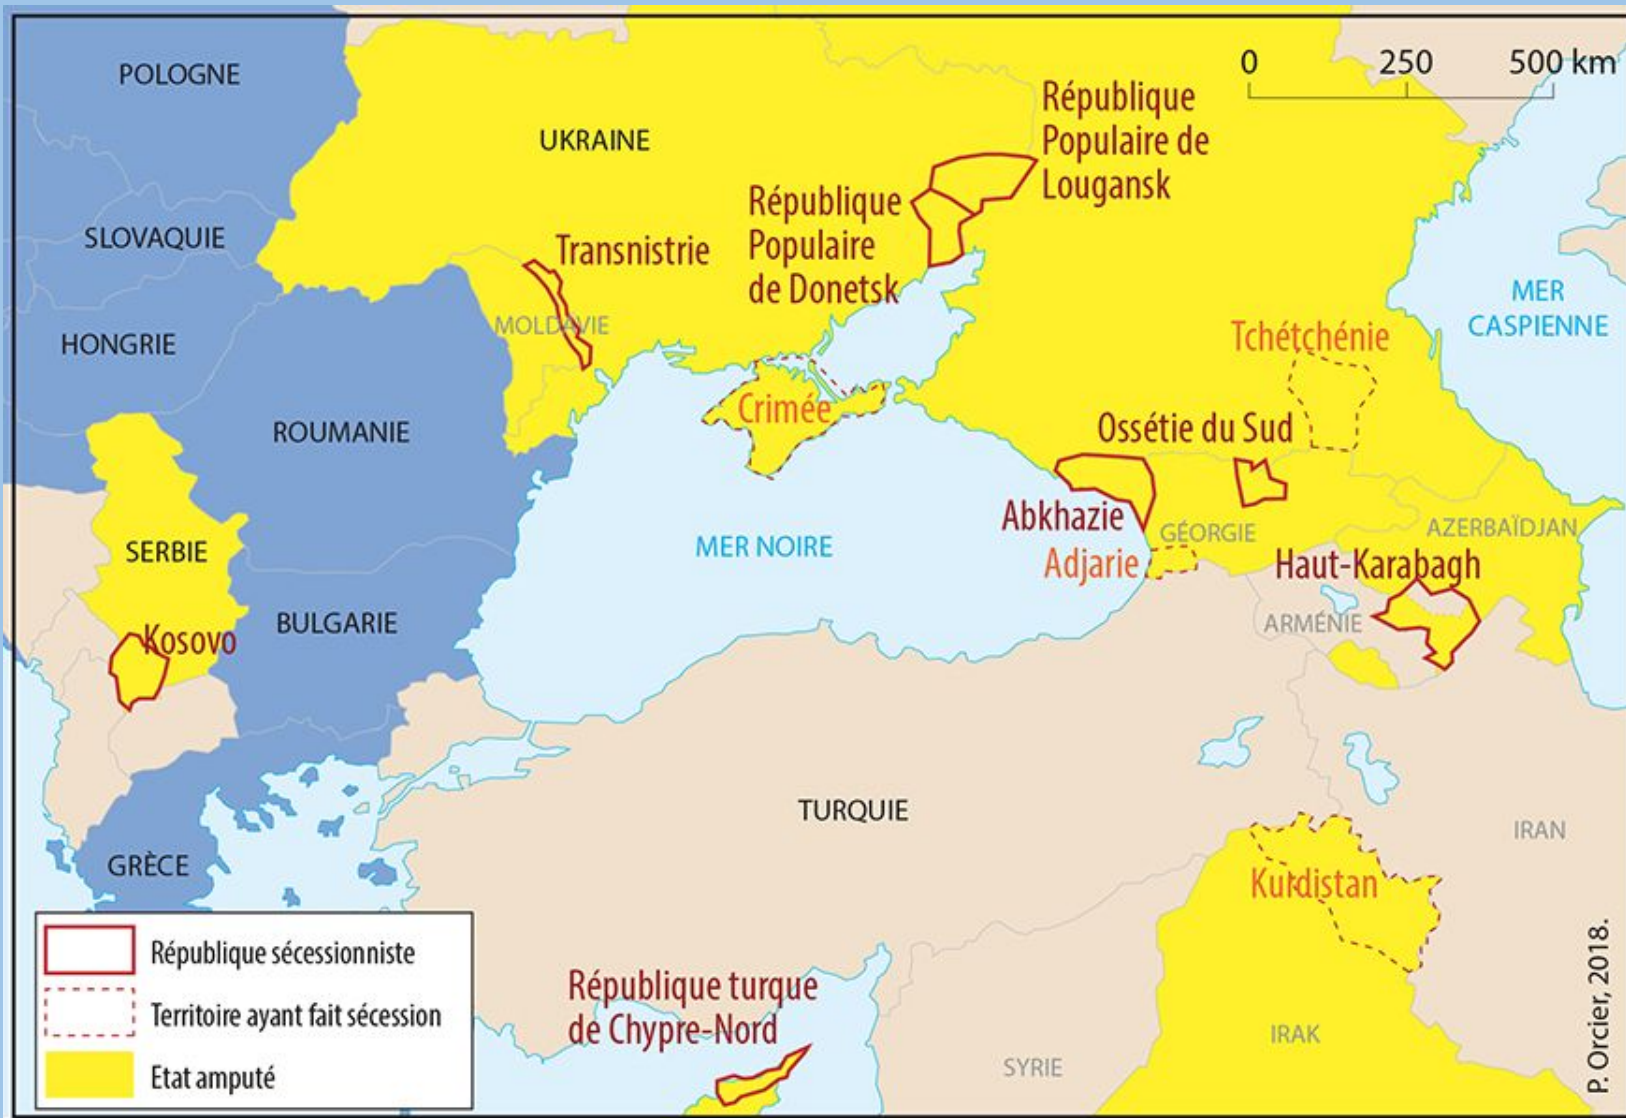 POLOGNE
0 250 500 km
République
Populaire de
Lougansk
UKRAINE
République
Populaire
de Donetsk
SLOVAQUIE
Transnistrie
MER
CASPIENNE
MOLDAVIE
HONGRIE
Tchétchénie
Crimée
ROUMANIE
Ossétie du Sud
Abkhazie
GÉORGIE
AZERBAÏDJAN
MER NOIRE
SERBIE
Adjarie
Haut-Karabagh
BULGARIE
ARMÉNIE
Kosovo
TURQUIE
IRAN
GRÈCE
Kurdistan
République sécessionniste
Territoire ayant fait sécession
Etat amputé
République turque
de Chypre-Nord
IRAK
SYRIE
P. Orcier, 2018.